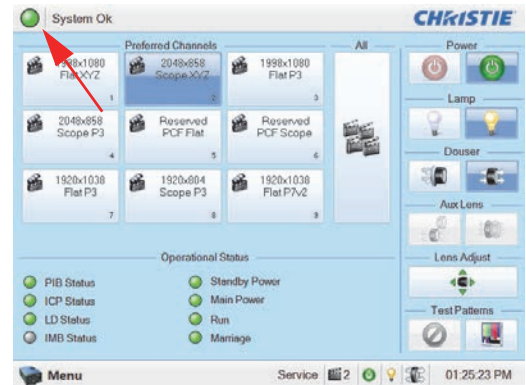 System Ok
CHRISTIE
Preferred Channels
All
1998x1080
Flat XYZ
1
2048x858
Scope XYZ
2
1998x1080
Flat P3
3
2048x858
Scope P3
4
Reserved
PCF Flat
5
Reserved
PCF Scope
6
1920x1038
Flat P3
7
1920x804
Scope P3
8
1920x1038
Flat P7v2
9
Power
Lamp
Douser
Aux Lens
Lens Adjust
Test Patterns
Operational Status
PIB Status
ICP Status
LD Status
IMB Status
Standby Power
Main Power
Run
Marriage
Menu
Service
2
01:25:23 PM